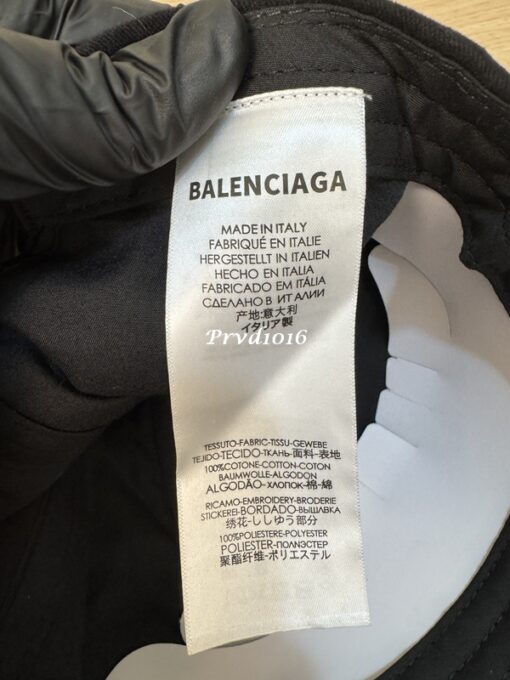 BALENCIAGA
MADE IN ITALY
FABRIQUÉ EN ITALIE
HERGESTELLT IN ITALIEN
HECHO EN ITALIA
FABRICADO EM ITÁLIA
СДЕЛАНО В ИТАЛИИ
产地:意大利
イタリア製
Prvd1016
TESSUTO-FABRIC-TISSU-GEWEBE
TEJIDO-TECIDO-ТКАНЬ-面料-表地
100%COTONE-COTTON-COTON
BAUMWOLLE-ALGODON
ALGODÃO-ХЛОПОК-棉-綿
RICAMO-EMBROIDERY-BRODERIE
STICKEREI-BORDADO-ВЫШИВКА
绣花-ししゆう部分
100%POLIESTERE-POLYESTER
POLIESTER-ПОЛИЭСТЕР
聚酯纤维-ポリエステル